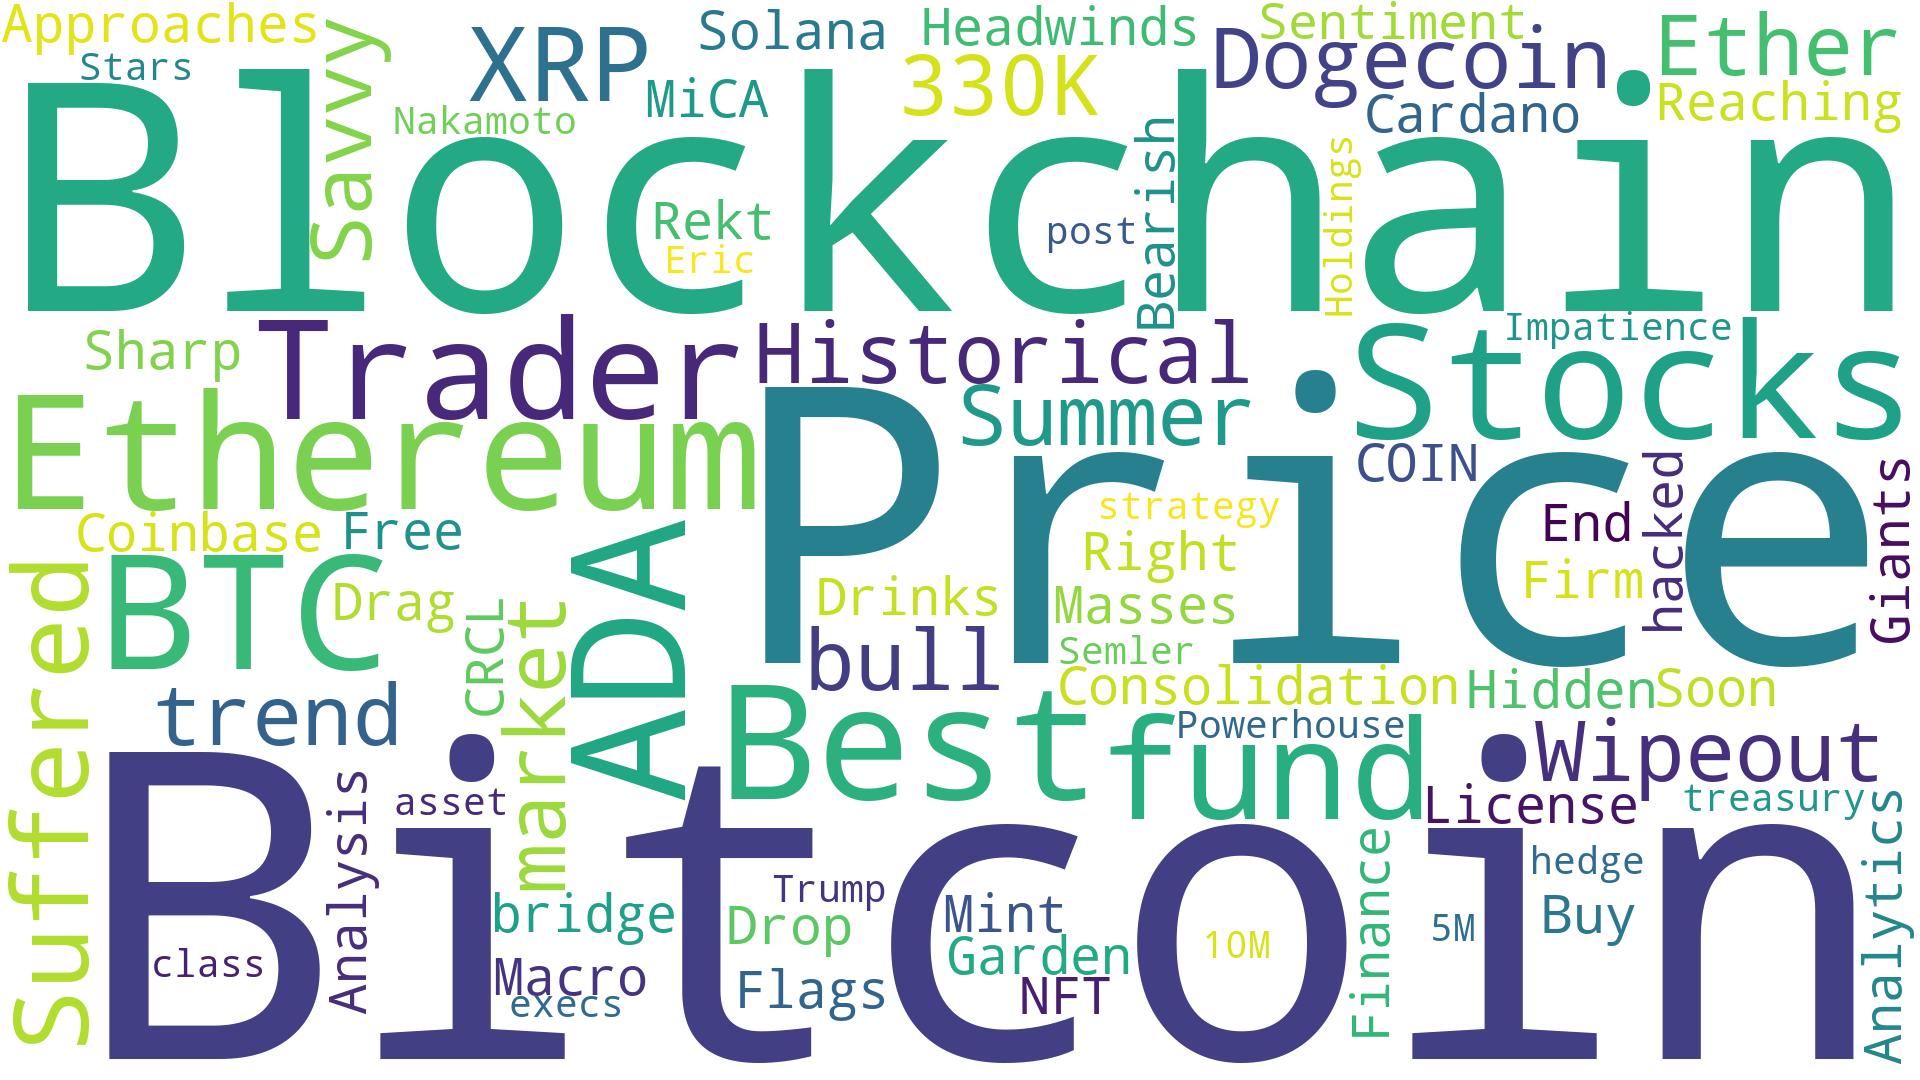 Approaches
Stars
Savvy
XRP
Nakamoto
Solana
MiCA
Headwinds
330K
Sentiment
Dogecoin
Cardano
Ether
Reaching
Blockchain
Rekt
Eric
post
Bearish
Holdings
Sharp
Trader
Historical
Summer
Stocks
Impatience
Ethereum
Price
COIN
Coinbase
Free
BTC
Drag
CRCL
market
ADA
strategy
Right
Drinks
Masses
Semler
bull
End
Firm
hacked
Giants
Suffered
trend
Consolidation
Hidden
Soon
Best
fund
Powerhouse
Wipeout
License
treasury
Bitcoin
Analysis
asset
class
bridge
Macro
execs
Trump
Drop
Flags
Mint
Garden
NFT
10M
Finance
5M
hedge
Buy
Analytics